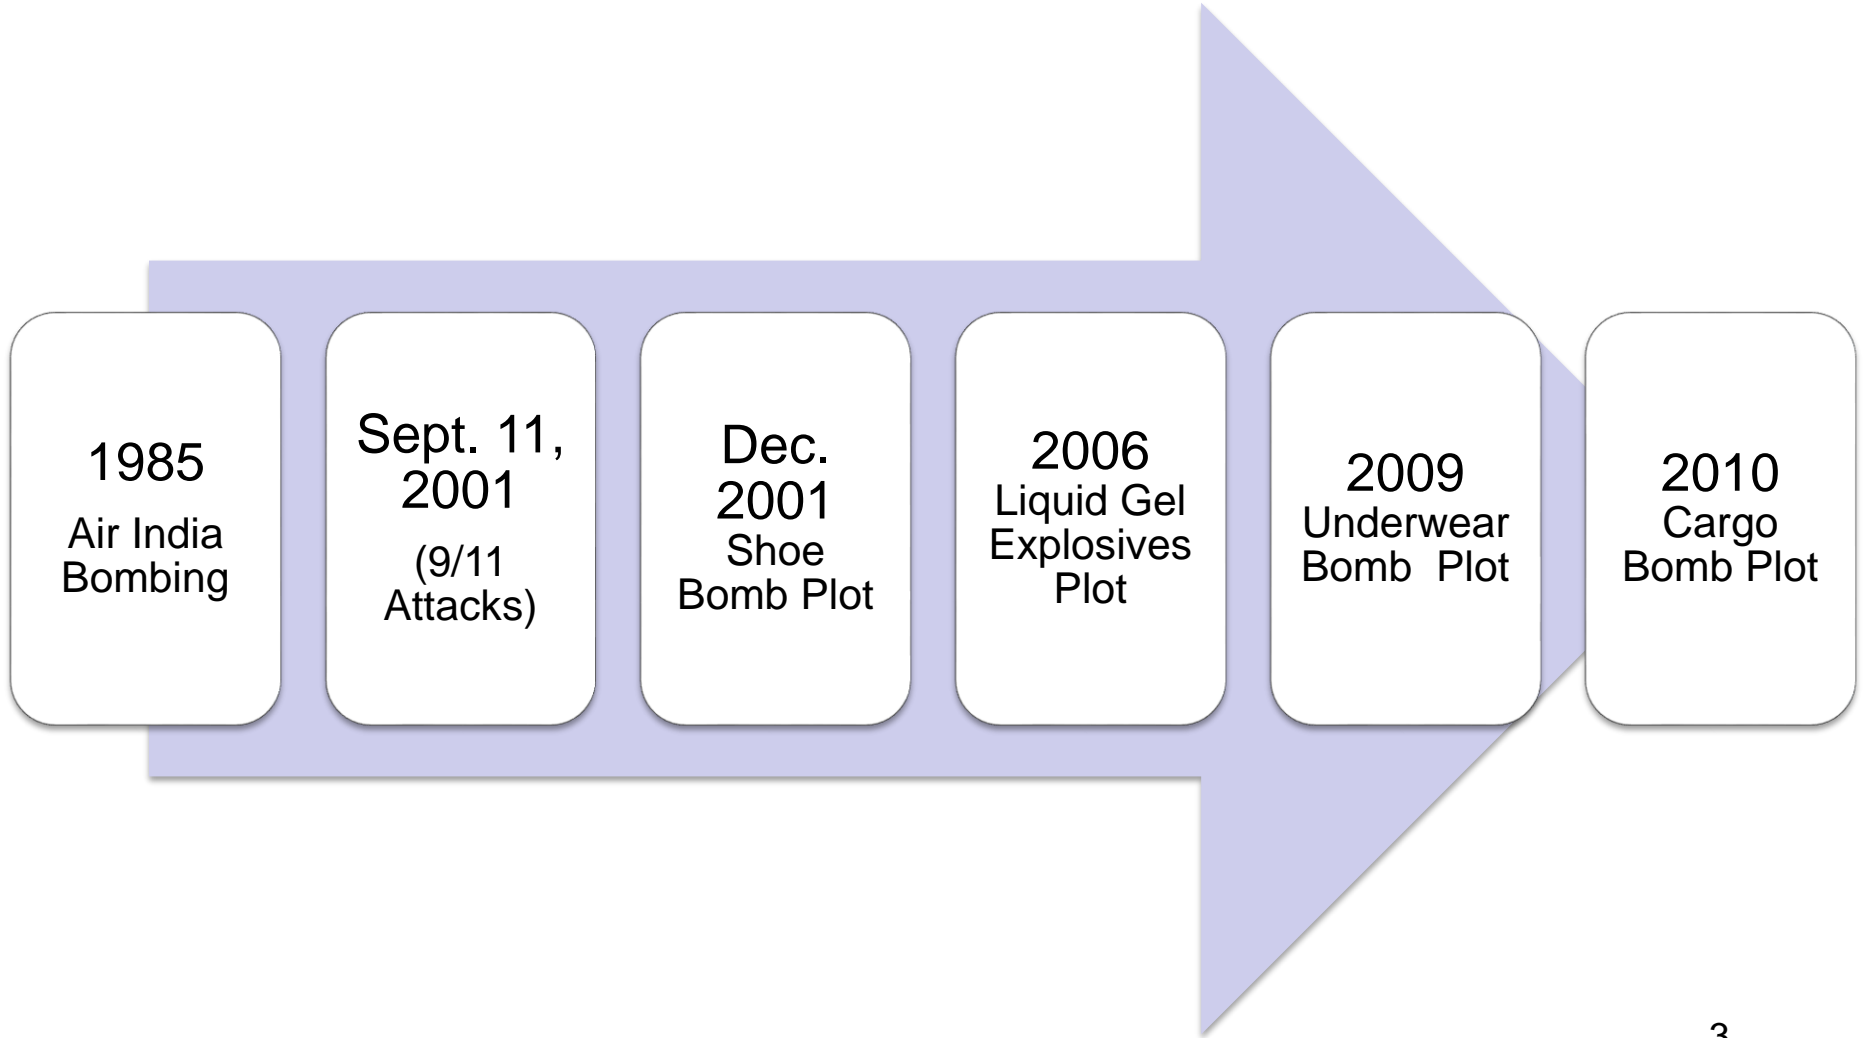 1985
Air India
Bombing
Sept. 11,
2001
(9/11
Attacks)
Dec.
2001
Shoe
Bomb Plot
2006
Liquid Gel
Explosives
Plot
2009
Underwear
Bomb  Plot
2010
Cargo
Bomb Plot
3